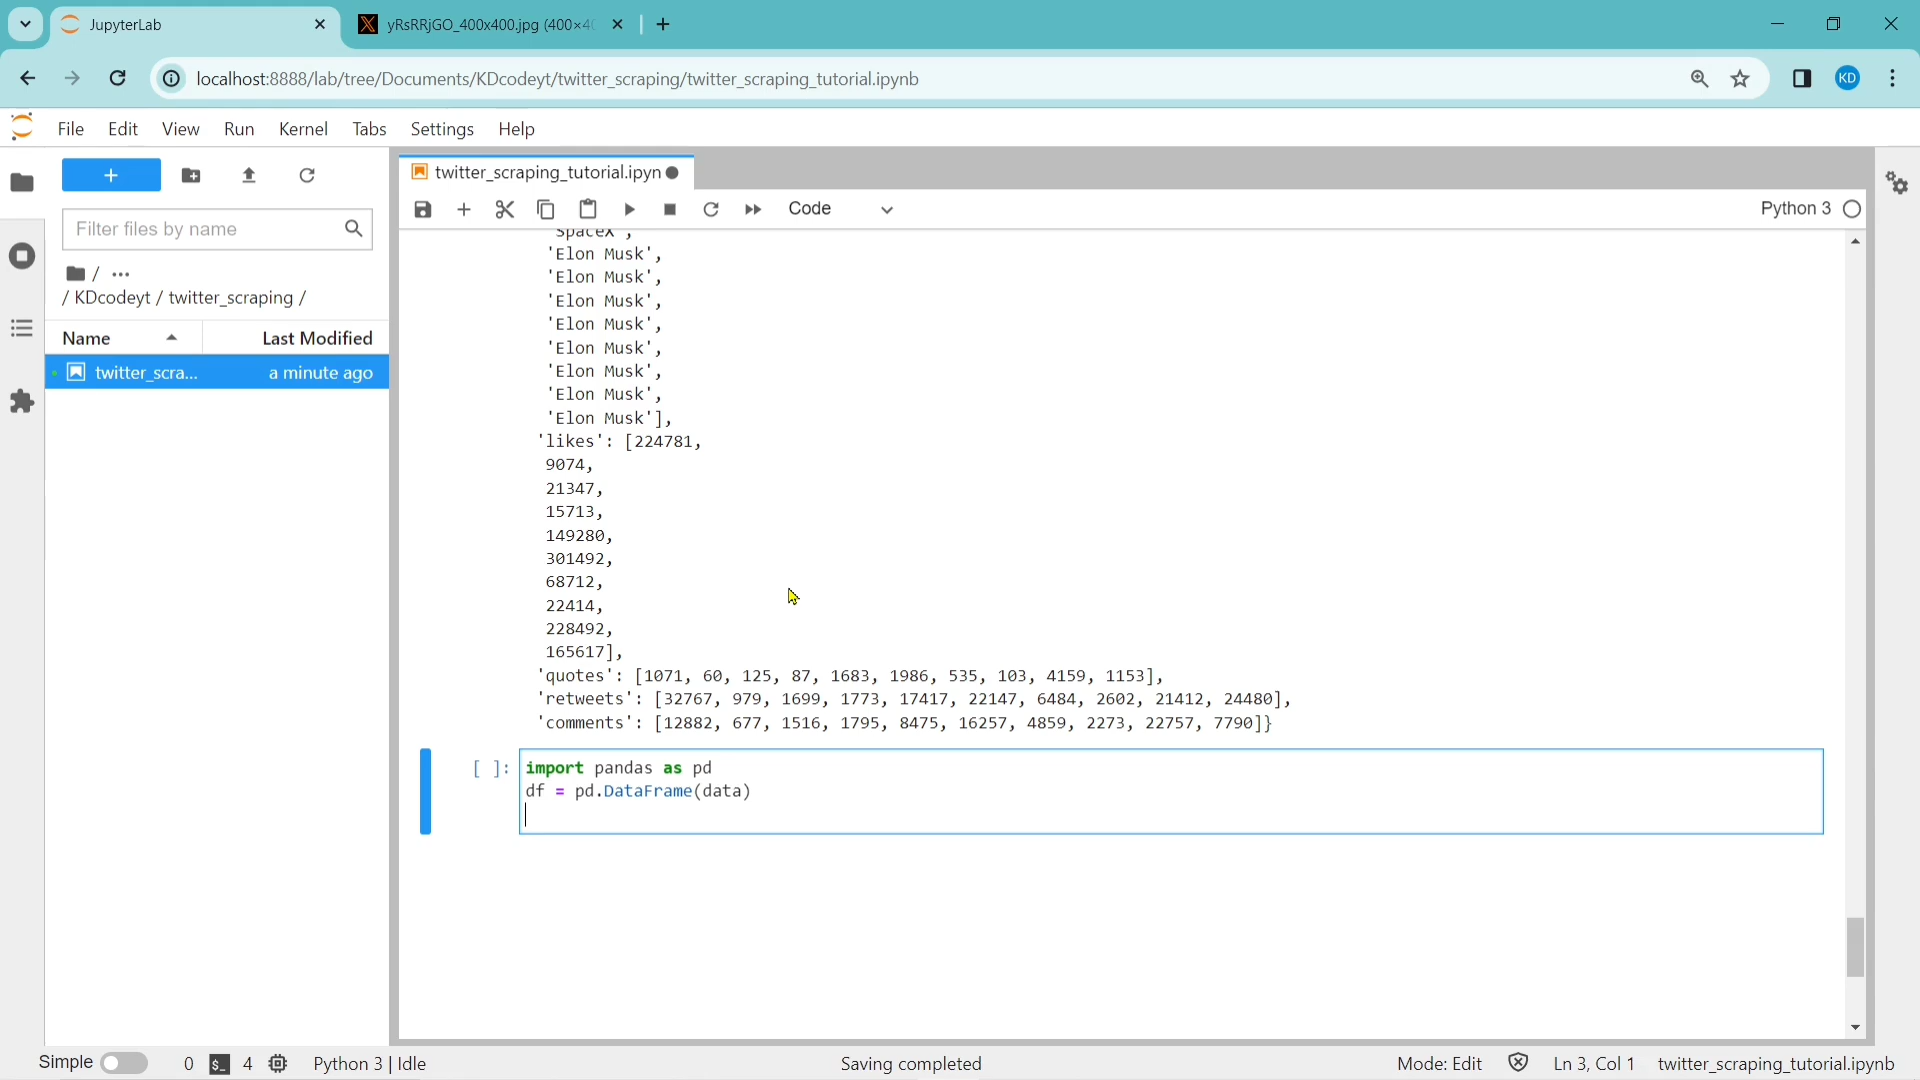 JupyterLab
yRsRRjGO_400x400.jpg (400×4
localhost:8888/lab/tree/Documents/KDcodeyt/twitter_scraping/twitter_scraping_tutorial.ipynb
KD
File Edit View Run Kernel Tabs Settings Help
twitter_scraping_tutorial.ipyn
Code
Python 3
Filter files by name
/ ...
/ KDcodeyt / twitter_scraping /
Name Last Modified
twitter_scra... a minute ago
'SpaceX',
'Elon Musk',
'Elon Musk',
'Elon Musk',
'Elon Musk',
'Elon Musk',
'Elon Musk',
'Elon Musk',
'Elon Musk'],
'likes': [224781,
9074,
21347,
15713,
149280,
301492,
68712,
22414,
228492,
165617],
'quotes': [1071, 60, 125, 87, 1683, 1986, 535, 103, 4159, 1153],
'retweets': [32767, 979, 1699, 1773, 17417, 22147, 6484, 2602, 21412, 24480],
'comments': [12882, 677, 1516, 1795, 8475, 16257, 4859, 2273, 22757, 7790]}
[ ]: import pandas as pd
df = pd.DataFrame(data)
Simple 0 $_ 4 Python 3 | Idle Saving completed Mode: Edit Ln 3, Col 1 twitter_scraping_tutorial.ipynb